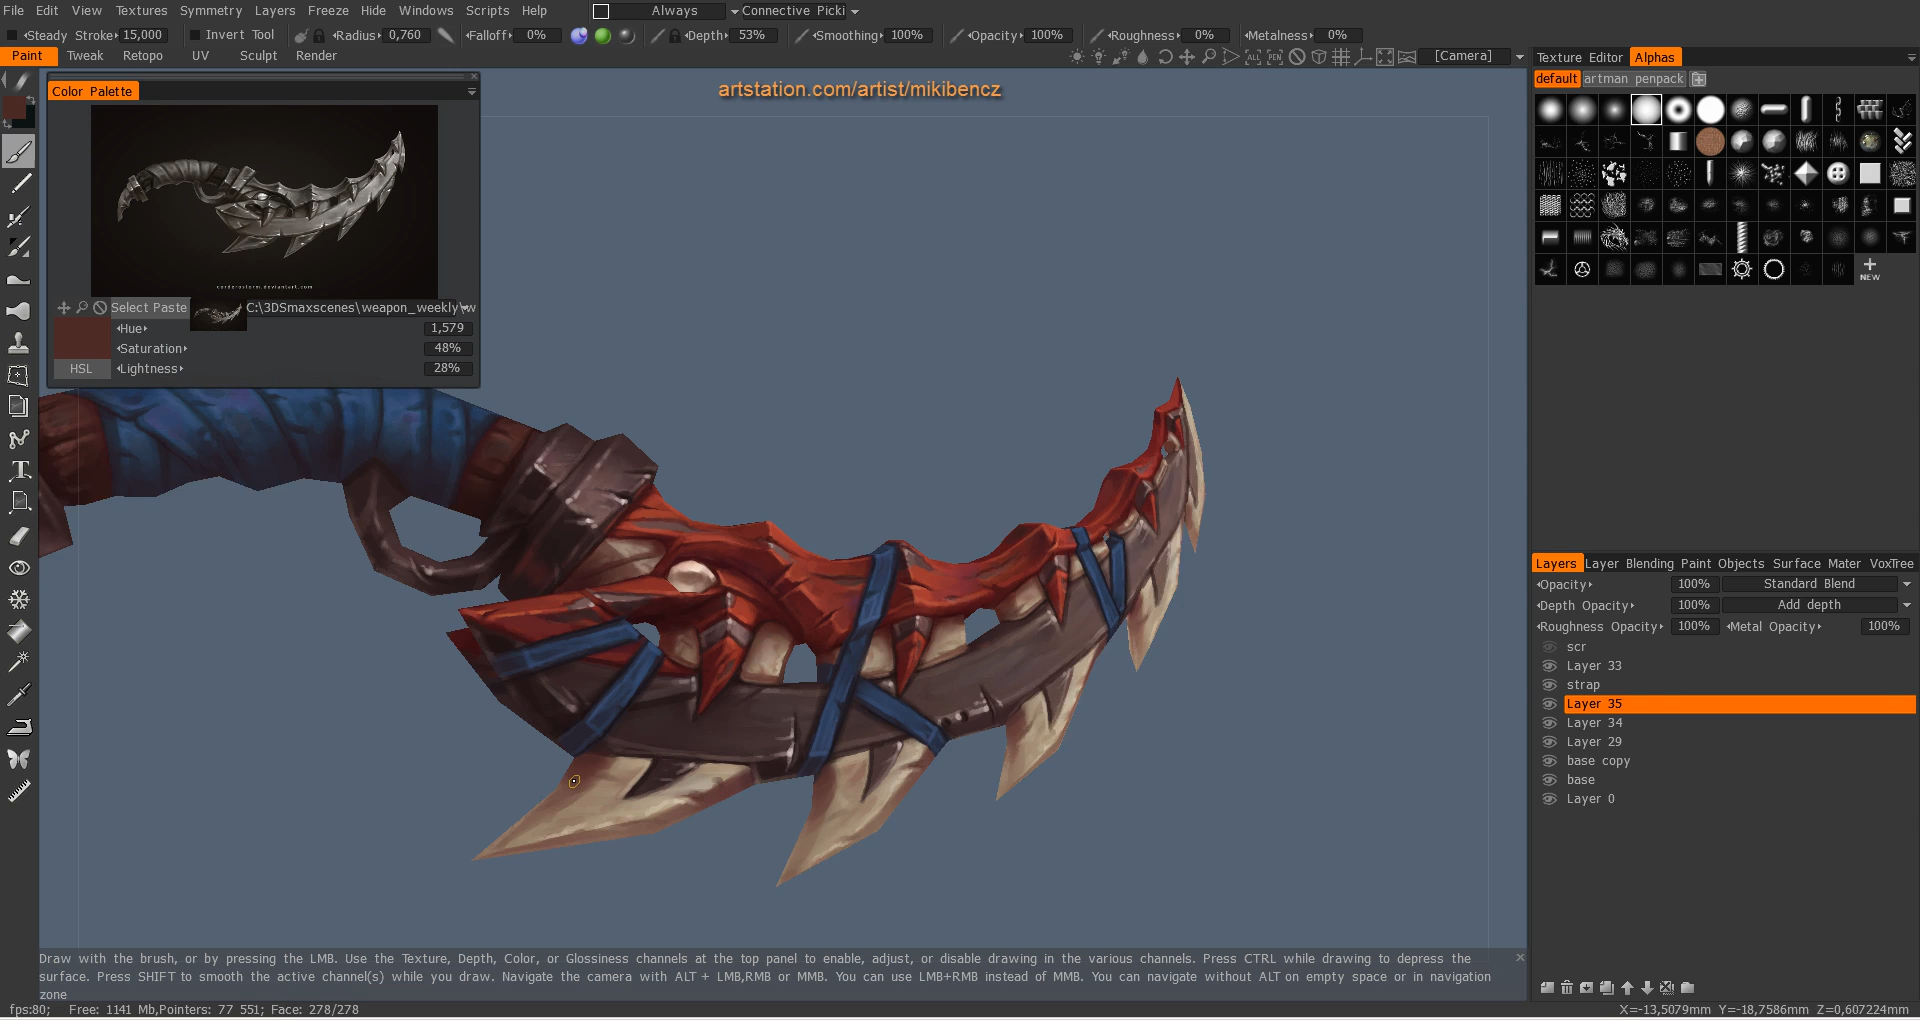 File Edit View Textures Symmetry Layers Freeze Hide Windows Scripts Help Always Connective Picki
Steady Stroke 15,000 Invert Tool Radius 0,760 Falloff 0% Depth 53% Smoothing 100% Opacity 100% Roughness 0% Metalness 0%
Paint Tweak Retopo UV Sculpt Render ALL PEN [Camera]
Color Palette
corderostorm.deviantart.com
Select Paste C:\3DSmaxscenes\weapon_weekly\w
Hue 1,579
Saturation 48%
HSL Lightness 28%
artstation.com/artist/mikibencz
Texture Editor Alphas
default artman penpack
NEW
Layers Layer Blending Paint Objects Surface Mater VoxTree
Opacity 100% Standard Blend
Depth Opacity 100% Add depth
Roughness Opacity 100% Metal Opacity 100%
scr
Layer 33
strap
Layer 35
Layer 34
Layer 29
base copy
base
Layer 0
Draw with the brush, or by pressing the LMB. Use the Texture, Depth, Color, or Glossiness channels at the top panel to enable, adjust, or disable drawing in the various channels. Press CTRL while drawing to depress the
surface. Press SHIFT to smooth the active channel(s) while you draw. Navigate the camera with ALT + LMB,RMB or MMB. You can use LMB+RMB instead of MMB. You can navigate without ALT on empty space or in navigation
zone
fps:80; Free: 1141 Mb,Pointers: 77 551; Face: 278/278 X=-13,5079mm Y=-18,7586mm Z=0,607224mm